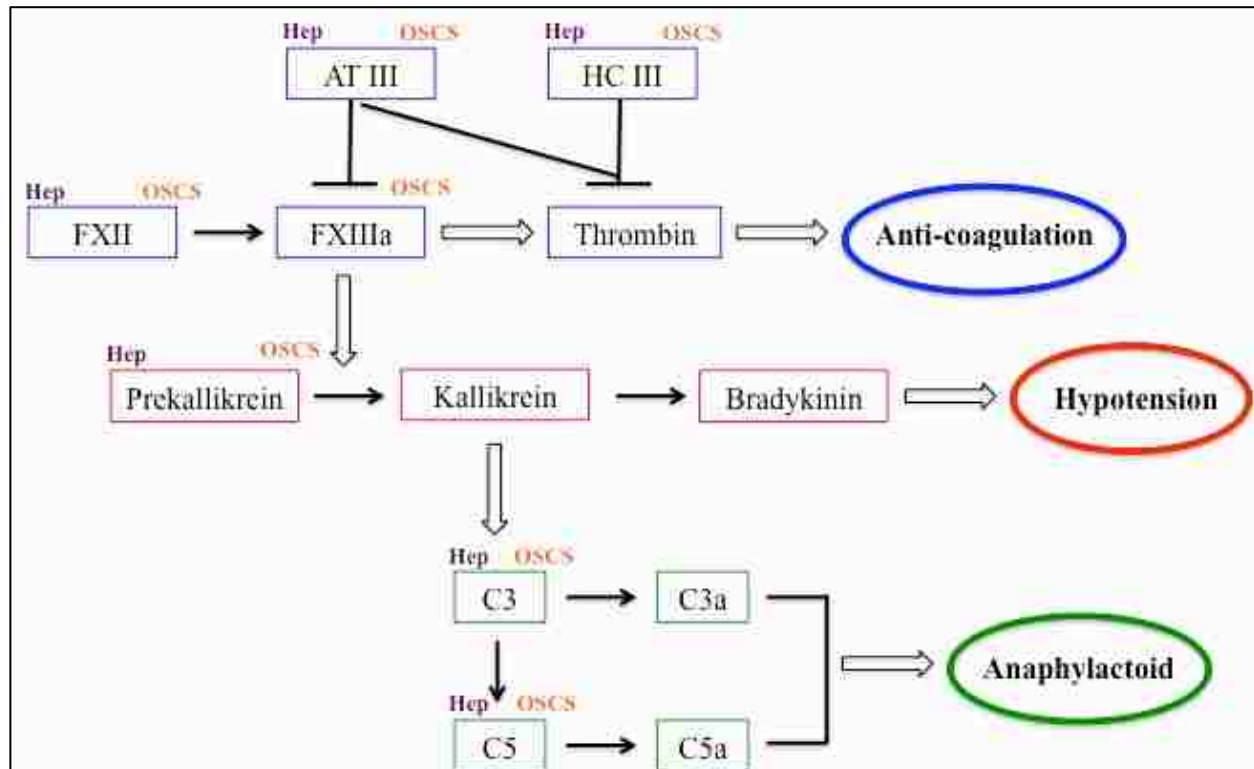 Hep OSCS Hep OSCS
AT III HC III
Hep OSCS OSCS
FXII FXIIIa Thrombin Anti-coagulation
Hep OSCS
Prekallikrein Kallikrein Bradykinin Hypotension
Hep OSCS
C3 C3a
Anaphylactoid
Hep OSCS
C5 C5a